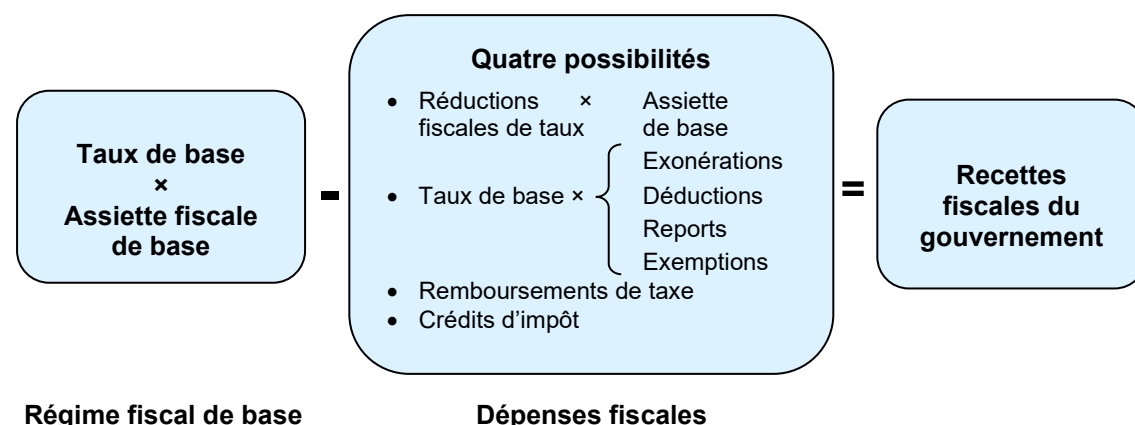 Taux de base
×
Assiette fiscale
de base
-
Quatre possibilités
• Réductions × Assiette
fiscales de taux de base
Exonérations
• Taux de base × Déductions
Reports
Exemptions
• Remboursements de taxe
• Crédits d’impôt
=
Recettes
fiscales du
gouvernement
Régime fiscal de base Dépenses fiscales